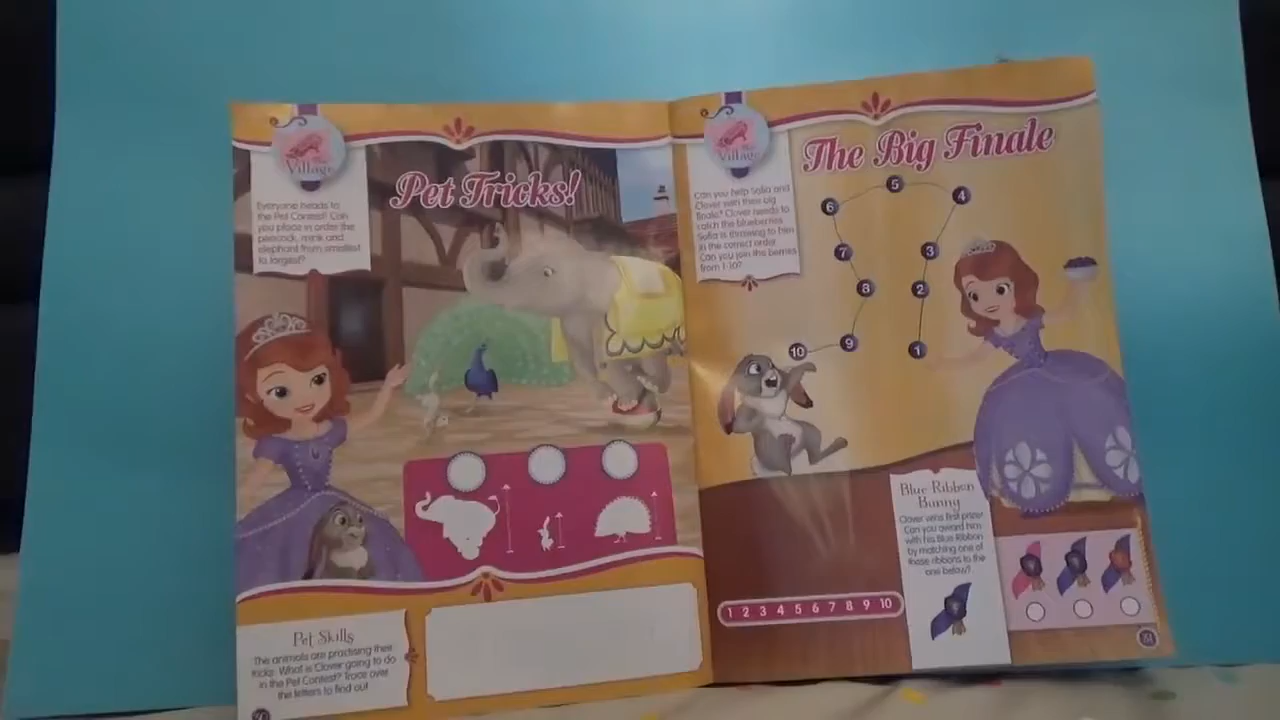 Village
Pet Tricks!
Everyone heads to
the Pet Contest! Can
you place in order the
peacock, mink and
elephant from smallest
to largest?
Pet Skills
The animals are practising their
tricks. What is Clover going to do
in the Pet Contest? Trace over
the letters to find out!
Village
The Big Finale
Can you help Sofia and
Clover with their big
finale? Clover needs to
catch the blueberries
Sofia is throwing to him
in the correct order.
Can you join the berries
from 1-10?
5
4
6
3
7
2
8
1
9
10
1 2 3 4 5 6 7 8 9 10
Blue Ribbon
Bunny
Clover wins first prize!
Can you award him
with his Blue Ribbon
by matching one of
these ribbons to the
one below?